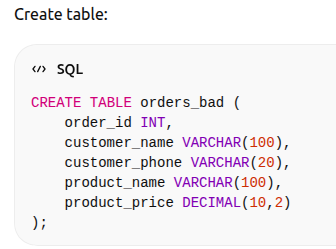 Create table:
</> SQL
CREATE TABLE orders_bad (
    order_id INT,
    customer_name VARCHAR(100),
    customer_phone VARCHAR(20),
    product_name VARCHAR(100),
    product_price DECIMAL(10,2)
);